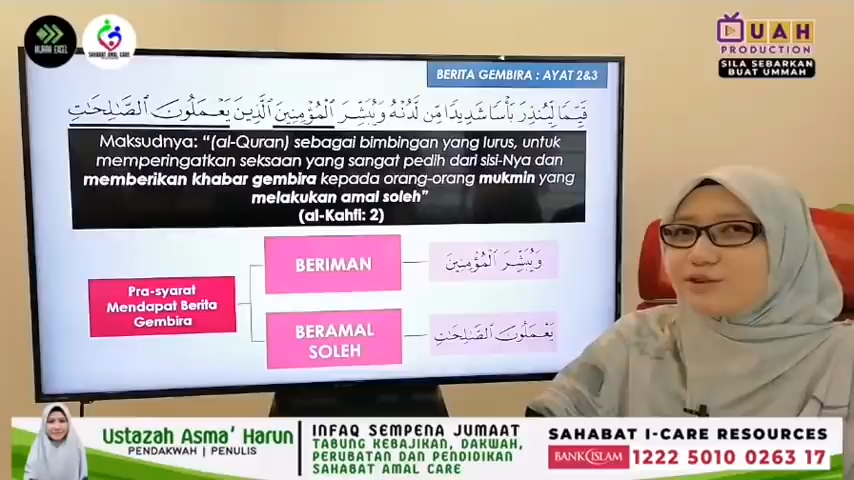 HIJRAH EXCEL
SAHABAT AMAL CARE
UAH
PRODUCTION
SILA SEBARKAN
BUAT UMMAH
BERITA GEMBIRA : AYAT 2&3
قَيِّمًا لِّيُنذِرَ بَأْسًا شَدِيدًا مِّن لَّدُنْهُ وَيُبَشِّرَ الْمُؤْمِنِينَ الَّذِينَ يَعْمَلُونَ الصَّالِحَاتِ
Maksudnya: “(al-Quran) sebagai bimbingan yang lurus, untuk
memperingatkan seksaan yang sangat pedih dari sisi-Nya dan
memberikan khabar gembira kepada orang-orang mukmin yang
melakukan amal soleh”
(al-Kahfi: 2)
Pra-syarat
Mendapat Berita
Gembira
BERIMAN
وَيُبَشِّرَ الْمُؤْمِنِينَ
BERAMAL
SOLEH
يَعْمَلُونَ الصَّالِحَاتِ
Ustazah Asma’ Harun
PENDAKWAH | PENULIS
INFAQ SEMPENA JUMAAT
TABUNG KEBAJIKAN, DAKWAH,
PERUBATAN DAN PENDIDIKAN
SAHABAT AMAL CARE
SAHABAT I-CARE RESOURCES
BANK ISLAM
1222 5010 0263 17